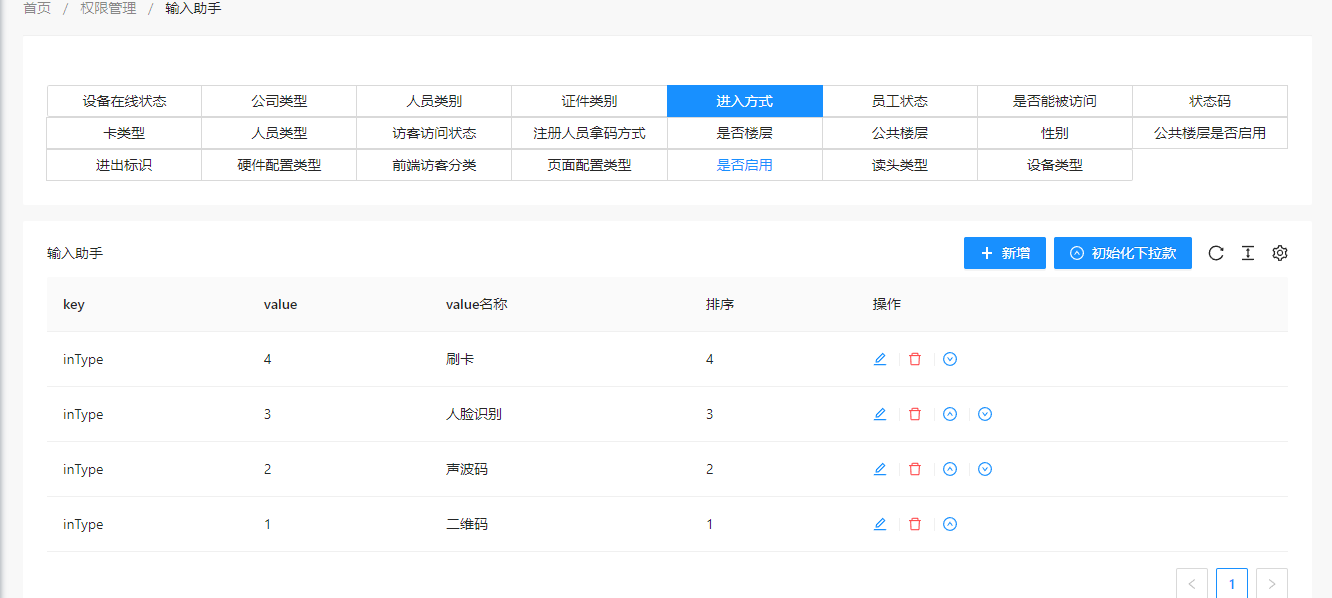 首页 / 权限管理 / 输入助手
设备在线状态 公司类型 人员类别 证件类别 进入方式 员工状态 是否能被访问 状态码
卡类型 人员类型 访客访问状态 注册人员拿码方式 是否楼层 公共楼层 性别 公共楼层是否启用
进出标识 硬件配置类型 前端访客分类 页面配置类型 是否启用 读头类型 设备类型
输入助手 + 新增 初始化下拉款
key value value名称 排序 操作
inType 4 刷卡 4
inType 3 人脸识别 3
inType 2 声波码 2
inType 1 二维码 1
< 1 >